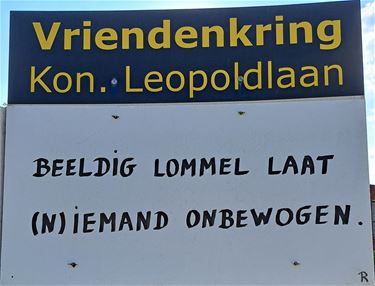 Vriendenkring
Kon. Leopoldlaan
BEELDIG LOMMEL LAAT
(N)IEMAND ONBEWOGEN.
R